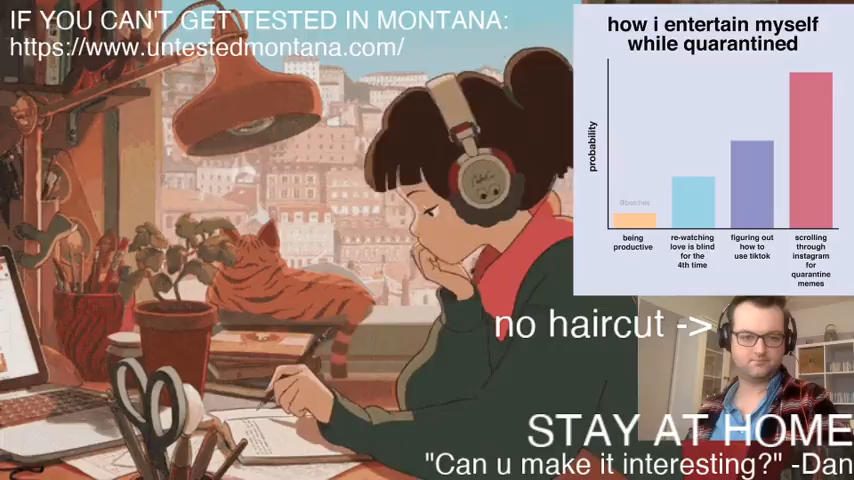 IF YOU CAN'T GET TESTED IN MONTANA:
https://www.untestedmontana.com/
how i entertain myself
while quarantined
probability
@betches
being
productive
re-watching
love is blind
for the
4th time
figuring out
how to
use tiktok
scrolling
through
instagram
for
quarantine
memes
no haircut ->
STAY AT HOME
"Can u make it interesting?" -Dan